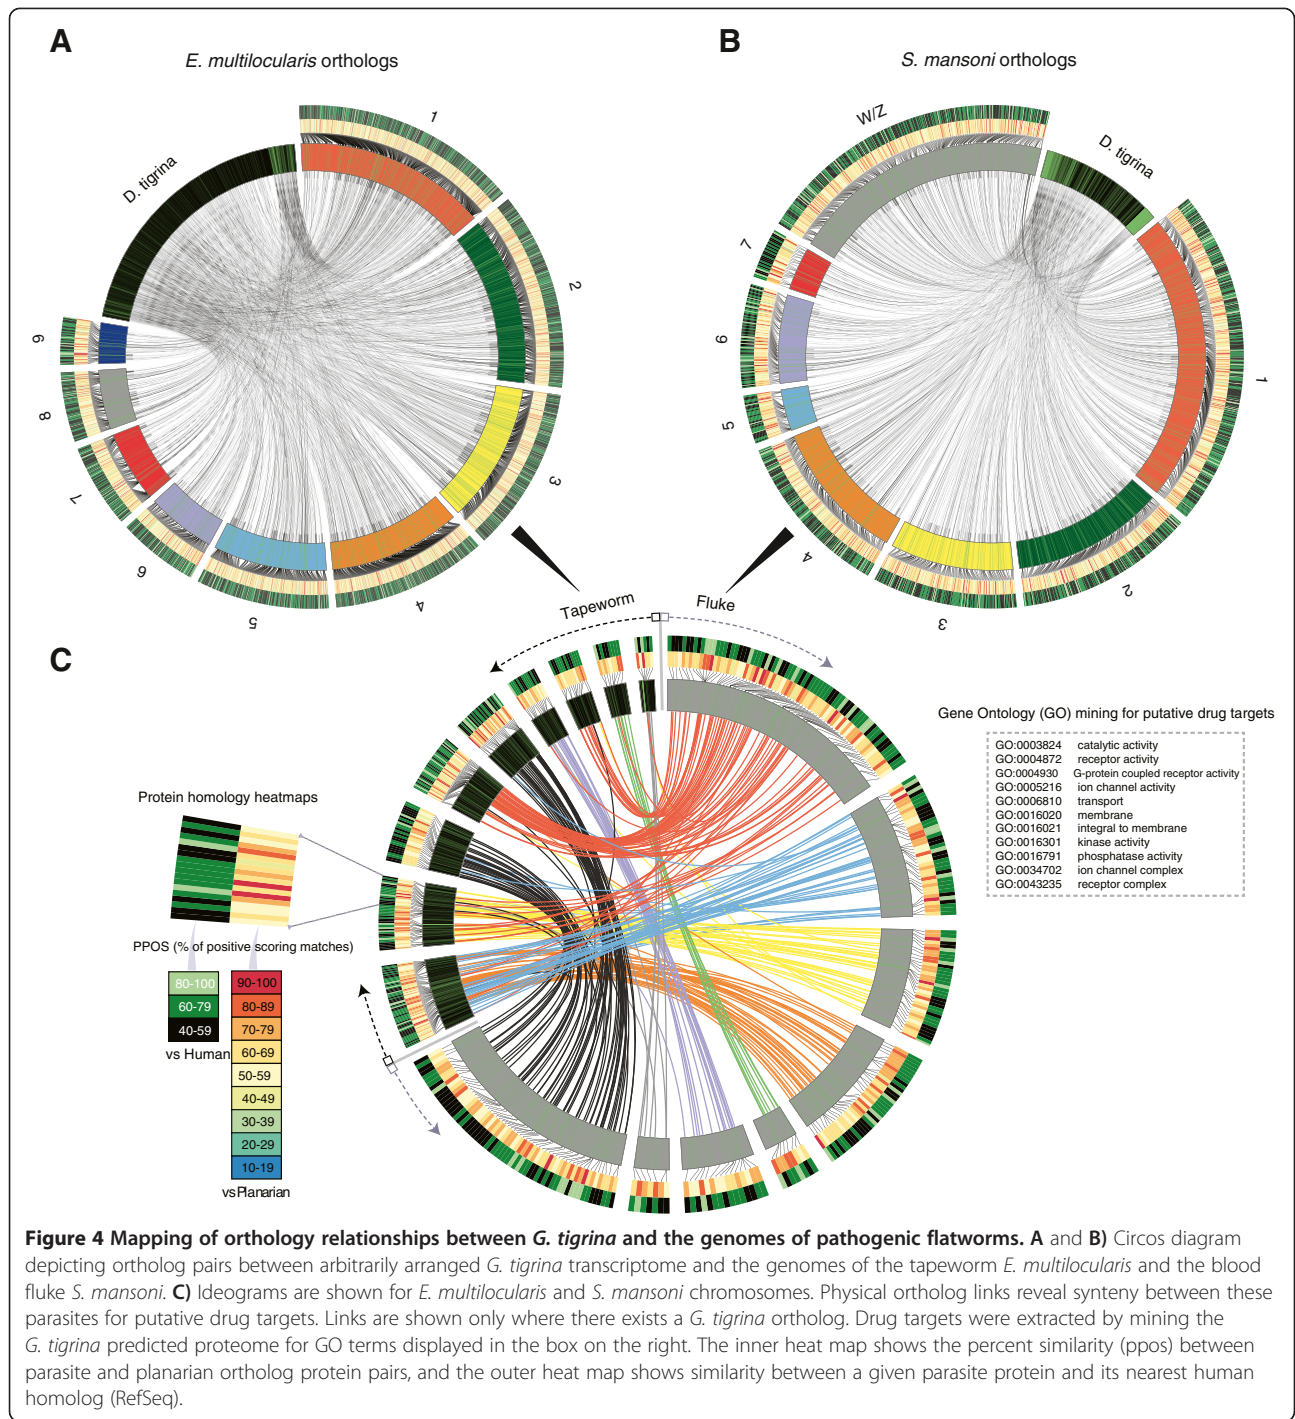 A
E. multilocularis orthologs
D. tigrina
1
2
3
4
5
6
7
8
9
B
S. mansoni orthologs
W/Z
D. tigrina
1
2
3
4
5
6
7
C
Tapeworm
Fluke
Gene Ontology (GO) mining for putative drug targets
GO:0003824 catalytic activity
GO:0004872 receptor activity
GO:0004930 G-protein coupled receptor activity
GO:0005216 ion channel activity
GO:0006810 transport
GO:0016020 membrane
GO:0016021 integral to membrane
GO:0016301 kinase activity
GO:0016791 phosphatase activity
GO:0034702 ion channel complex
GO:0043235 receptor complex
Protein homology heatmaps
PPOS (% of positive scoring matches)
80-100
60-79
40-59
vs Human
90-100
80-89
70-79
60-69
50-59
40-49
30-39
20-29
10-19
vs Planarian
Figure 4 Mapping of orthology relationships between G. tigrina and the genomes of pathogenic flatworms. A and B) Circos diagram
depicting ortholog pairs between arbitrarily arranged G. tigrina transcriptome and the genomes of the tapeworm E. multilocularis and the blood
fluke S. mansoni. C) Ideograms are shown for E. multilocularis and S. mansoni chromosomes. Physical ortholog links reveal synteny between these
parasites for putative drug targets. Links are shown only where there exists a G. tigrina ortholog. Drug targets were extracted by mining the
G. tigrina predicted proteome for GO terms displayed in the box on the right. The inner heat map shows the percent similarity (ppos) between
parasite and planarian ortholog protein pairs, and the outer heat map shows similarity between a given parasite protein and its nearest human
homolog (RefSeq).